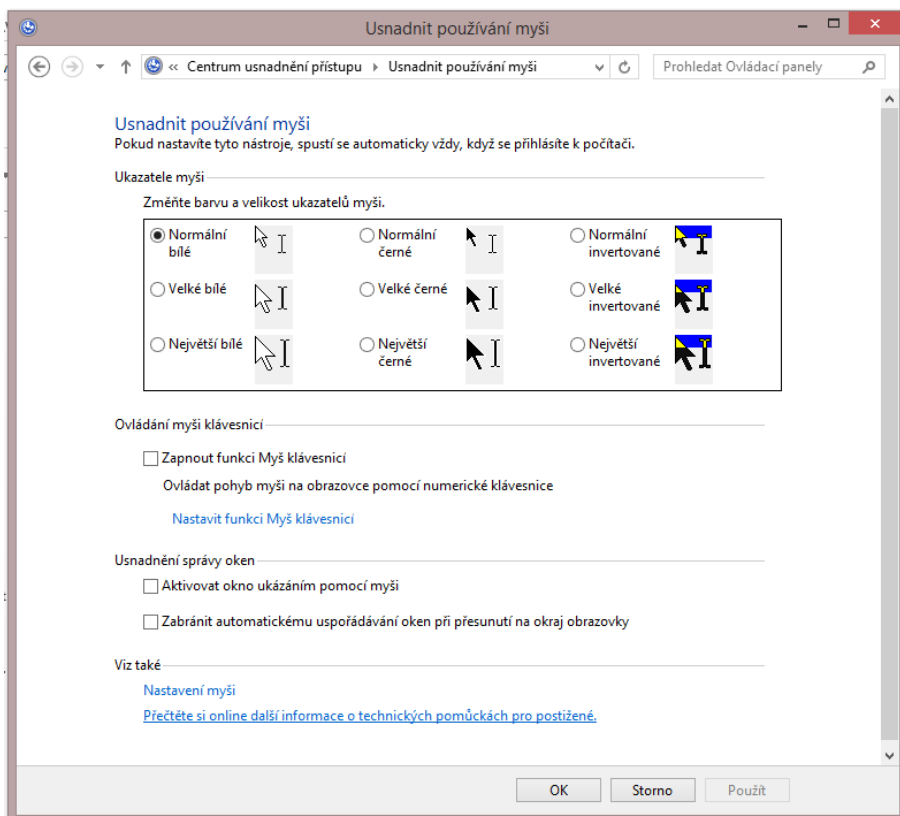 Usnadnit používání myši
« Centrum usnadnění přístupu Usnadnit používání myši Prohledat Ovládací panely
Usnadnit používání myši
Pokud nastavíte tyto nástroje, spustí se automaticky vždy, když se přihlásíte k počítači.
Ukazatele myši
Změňte barvu a velikost ukazatelů myši.
Normální bílé
Normální černé
Normální invertované
Velké bílé
Velké černé
Velké invertované
Největší bílé
Největší černé
Největší invertované
Ovládání myši klávesnicí
Zapnout funkci Myš klávesnicí
Ovládat pohyb myši na obrazovce pomocí numerické klávesnice
Nastavit funkci Myš klávesnicí
Usnadnění správy oken
Aktivovat okno ukázáním pomocí myši
Zabránit automatickému uspořádávání oken při přesunutí na okraj obrazovky
Viz také
Nastavení myši
Přečtěte si online další informace o technických pomůckách pro postižené.
OK Storno Použít